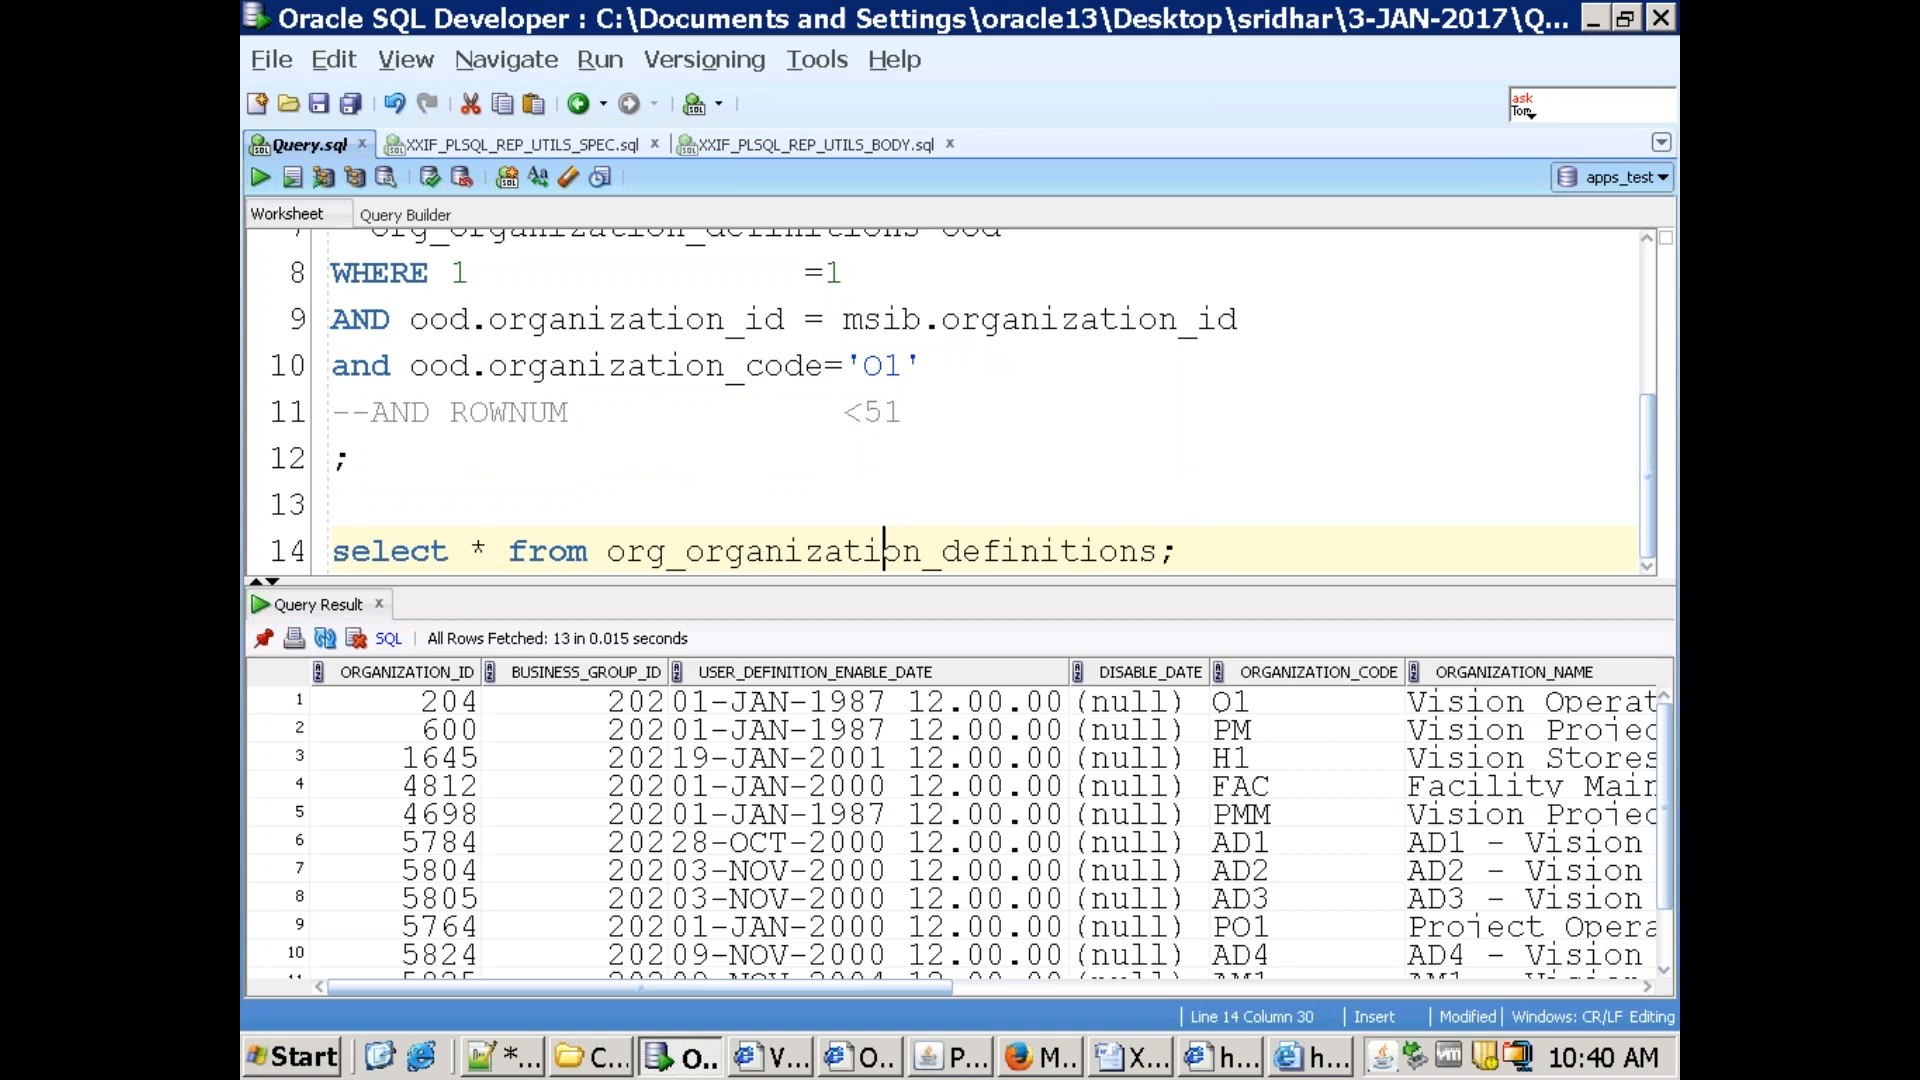 Oracle SQL Developer : C:\Documents and Settings\oracle13\Desktop\sridhar\3-JAN-2017\Q...
File Edit View Navigate Run Versioning Tools Help
ask
Tom
Query.sql x XXIF_PLSQL_REP_UTILS_SPEC.sql x XXIF_PLSQL_REP_UTILS_BODY.sql x
apps_test
Worksheet Query Builder
7 org_organization_definitions ood
8 WHERE 1 =1
9 AND ood.organization_id = msib.organization_id
10 and ood.organization_code='O1'
11 --AND ROWNUM <51
12 ;
13
14 select * from org_organization_definitions;
Query Result x
SQL | All Rows Fetched: 13 in 0.015 seconds
ORGANIZATION_ID BUSINESS_GROUP_ID USER_DEFINITION_ENABLE_DATE DISABLE_DATE ORGANIZATION_CODE ORGANIZATION_NAME
1 204 202 01-JAN-1987 12.00.00 (null) O1 Vision Operat
2 600 202 01-JAN-1987 12.00.00 (null) PM Vision Projec
3 1645 202 19-JAN-2001 12.00.00 (null) H1 Vision Stores
4 4812 202 01-JAN-2000 12.00.00 (null) FAC Facility Main
5 4698 202 01-JAN-1987 12.00.00 (null) PMM Vision Projec
6 5784 202 28-OCT-2000 12.00.00 (null) AD1 AD1 - Vision
7 5804 202 03-NOV-2000 12.00.00 (null) AD2 AD2 - Vision
8 5805 202 03-NOV-2000 12.00.00 (null) AD3 AD3 - Vision
9 5764 202 01-JAN-2000 12.00.00 (null) PO1 Project Opera
10 5824 202 09-NOV-2000 12.00.00 (null) AD4 AD4 - Vision
Line 14 Column 30 | Insert | Modified | Windows: CR/LF Editing
Start *... C... O.. V... O... P... M... X... h... h... 10:40 AM